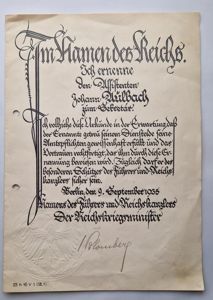 Im Namen des Reichs.
Ich ernenne
den Assistenten
Johann Aulbach
zum Sekretär.
Ich vollziehe diese Urkunde in der Erwartung daß
der Ernannte getreu seinem Diensteide seine
Amtspflichten gewissenhaft erfüllt und das
Vertrauen rechtfertigt, das ihm durch diese Er-
nennung bewiesen wird. Zugleich darf er des
besonderen Schutzes des Führers und Reichs-
kanzlers sicher sein.
Berlin, den 9. September 1935
Namens des Führers und Reichskanzlers
Der Reichskriegsminister